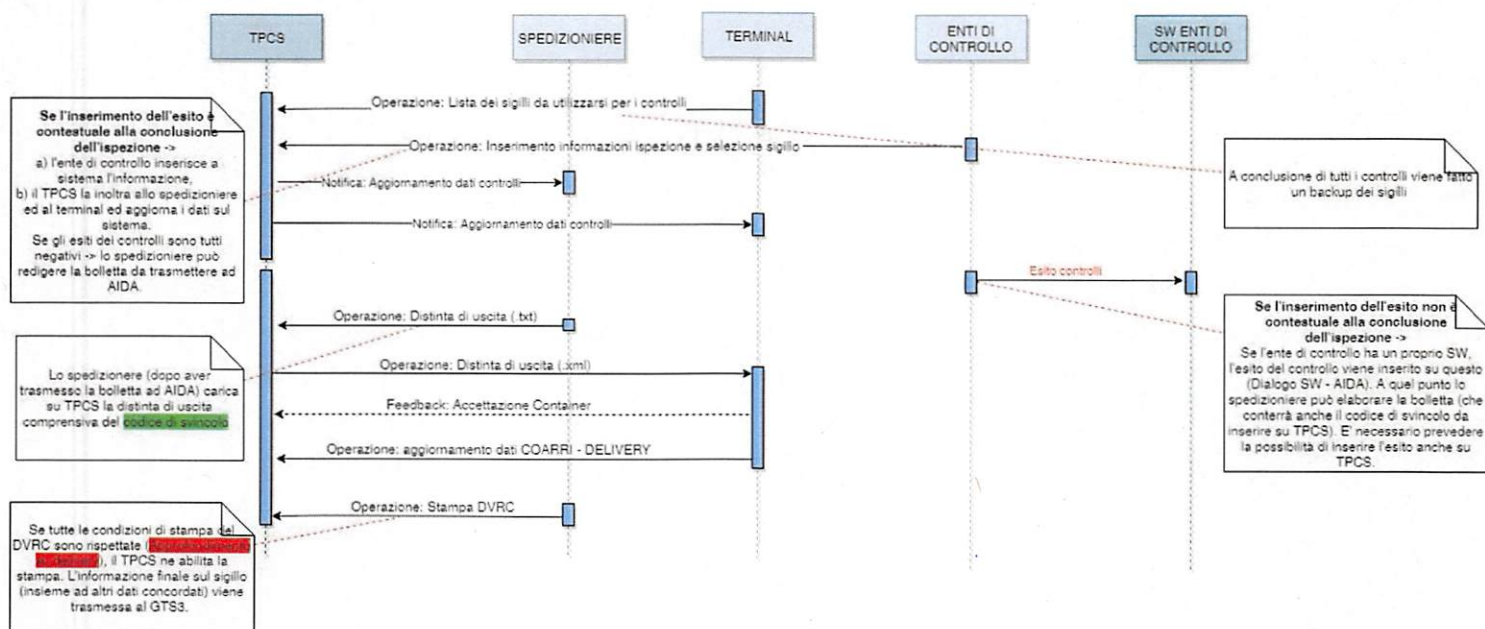 TPCS
SPEDIZIONIERE
TERMINAL
ENTI DI
CONTROLLO
SW ENTI DI
CONTROLLO
Operazione: Lista dei sigilli da utilizzarsi per i controlli
Operazione: Inserimento informazioni ispezione e selezione sigillo
Notifica: Aggiornamento dati controlli
Notifica: Aggiornamento dati controlli
Esito controlli
Operazione: Distinta di uscita (.txt)
Operazione: Distinta di uscita (.xml)
Feedback: Accettazione Container
Operazione: aggiornamento dati COARRI - DELIVERY
Operazione: Stampa DVRC
Se l'inserimento dell'esito è
contestuale alla conclusione
dell'ispezione ->
a) l'ente di controllo inserisce a
sistema l'informazione,
b) il TPCS la inoltra allo spedizioniere
ed al terminal ed aggiorna i dati sul
sistema.
Se gli esiti dei controlli sono tutti
negativi -> lo spedizioniere può
redigere la bolletta da trasmettere ad
AIDA.
Lo spedizionere (dopo aver
trasmesso la bolletta ad AIDA) carica
su TPCS la distinta di uscita
comprensiva del codice di svincolo
Se tutte le condizioni di stampa del
DVRC sono rispettate (
), il TPCS ne abilita la
stampa. L'informazione finale sul sigillo
(insieme ad altri dati concordati) viene
trasmessa al GTS3.
A conclusione di tutti i controlli viene fatto
un backup dei sigilli
Se l'inserimento dell'esito non è
contestuale alla conclusione
dell'ispezione ->
Se l'ente di controllo ha un proprio SW,
l'esito del controllo viene inserito su questo
(Dialogo SW - AIDA). A quel punto lo
spedizioniere può elaborare la bolletta (che
conterrà anche il codice di svincolo da
inserire su TPCS). E' necessario prevedere
la possibilità di inserire l'esito anche su
TPCS.